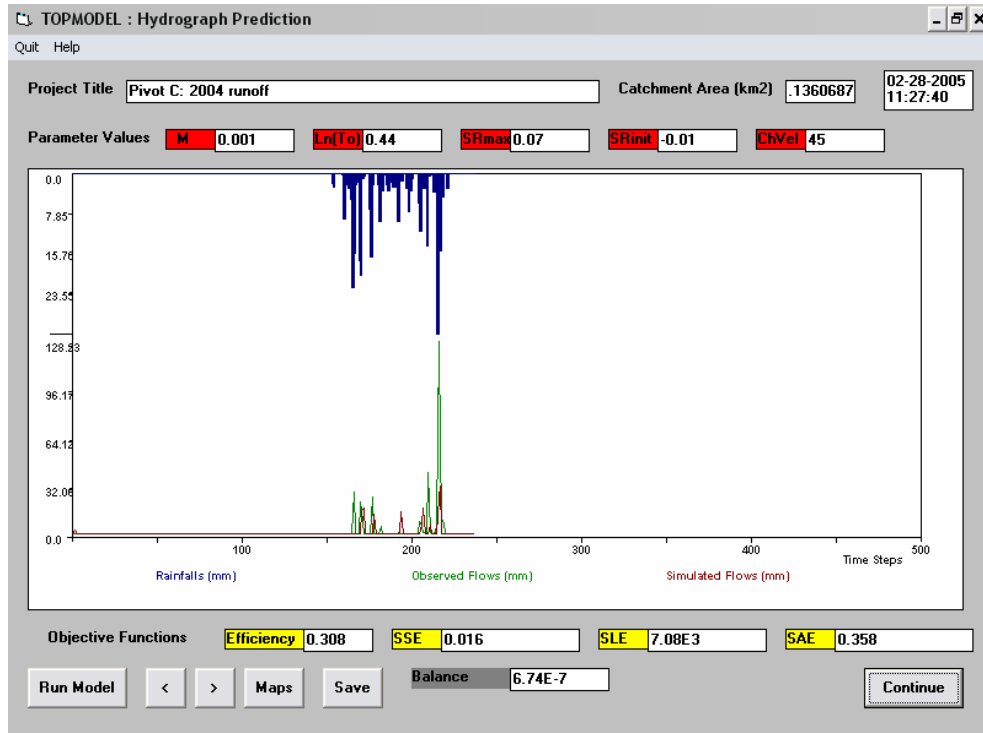 TOPMODEL : Hydrograph Prediction
Quit Help
Project Title Pivot C: 2004 runoff Catchment Area (km2) .1360687 02-28-2005
11:27:40
Parameter Values M 0.001 Ln(To) 0.44 SRmax 0.07 SRinit -0.01 ChVel 45
0.0
7.85
15.76
23.55
128.23
96.17
64.12
32.06
0.0
100 200 300 400 500
Time Steps
Rainfalls (mm) Observed Flows (mm) Simulated Flows (mm)
Objective Functions Efficiency 0.308 SSE 0.016 SLE 7.08E3 SAE 0.358
Run Model < > Maps Save Balance 6.74E-7 Continue